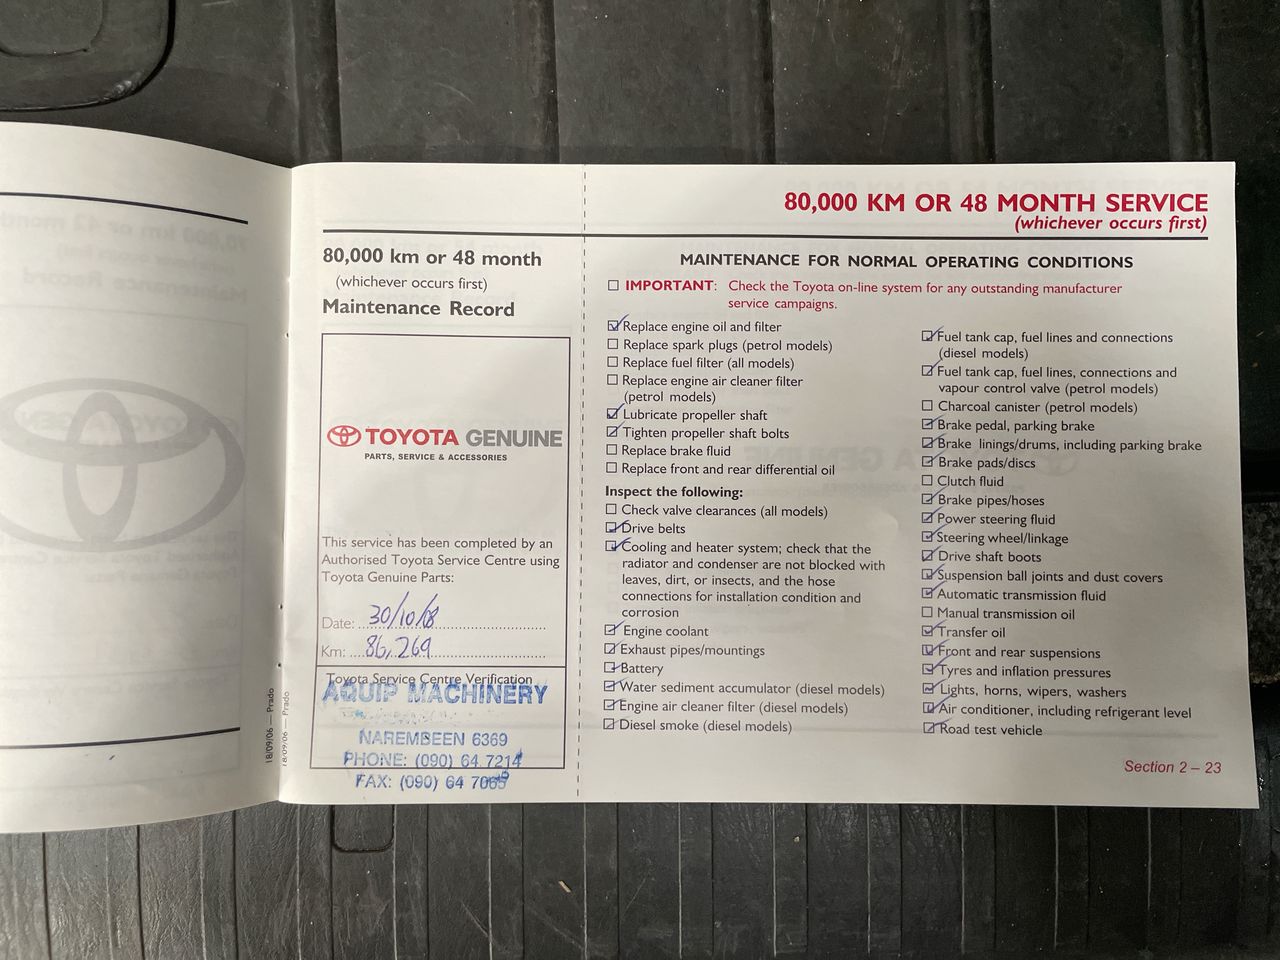 80,000 KM OR 48 MONTH SERVICE
(whichever occurs first)
80,000 km or 48 month
(whichever occurs first)
Maintenance Record
TOYOTA GENUINE
PARTS, SERVICE & ACCESSORIES
This service has been completed by an
Authorised Toyota Service Centre using
Toyota Genuine Parts:
Date: 30/10/08
Km: 86,269
Toyota Service Centre Verification
AQUIP MACHINERY
NAREMBEEN 6369
PHONE: (090) 64 7214
FAX: (090) 64
18/09/06 — Prado
18/09/06 — Prado
MAINTENANCE FOR NORMAL OPERATING CONDITIONS
IMPORTANT: Check the Toyota on-line system for any outstanding manufacturer
service campaigns.
Replace engine oil and filter
Replace spark plugs (petrol models)
Replace fuel filter (all models)
Replace engine air cleaner filter
(petrol models)
Lubricate propeller shaft
Tighten propeller shaft bolts
Replace brake fluid
Replace front and rear differential oil
Inspect the following:
Check valve clearances (all models)
Drive belts
Cooling and heater system; check that the
radiator and condenser are not blocked with
leaves, dirt, or insects, and the hose
connections for installation condition and
corrosion
Engine coolant
Exhaust pipes/mountings
Battery
Water sediment accumulator (diesel models)
Engine air cleaner filter (diesel models)
Diesel smoke (diesel models)
Fuel tank cap, fuel lines and connections
(diesel models)
Fuel tank cap, fuel lines, connections and
vapour control valve (petrol models)
Charcoal canister (petrol models)
Brake pedal, parking brake
Brake linings/drums, including parking brake
Brake pads/discs
Clutch fluid
Brake pipes/hoses
Power steering fluid
Steering wheel/linkage
Drive shaft boots
Suspension ball joints and dust covers
Automatic transmission fluid
Manual transmission oil
Transfer oil
Front and rear suspensions
Tyres and inflation pressures
Lights, horns, wipers, washers
Air conditioner, including refrigerant level
Road test vehicle
Section 2 – 23